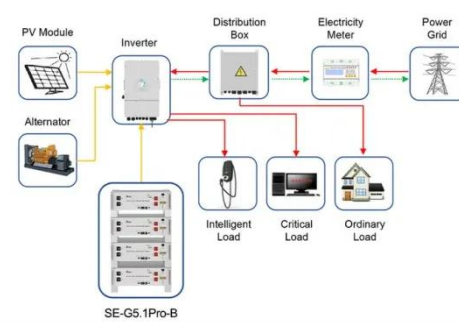 PV Module
Inverter
Distribution
Box
Electricity
Meter
Power
Grid
Alternator
Intelligent
Load
Critical
Load
Ordinary
Load
SE-G5.1Pro-B